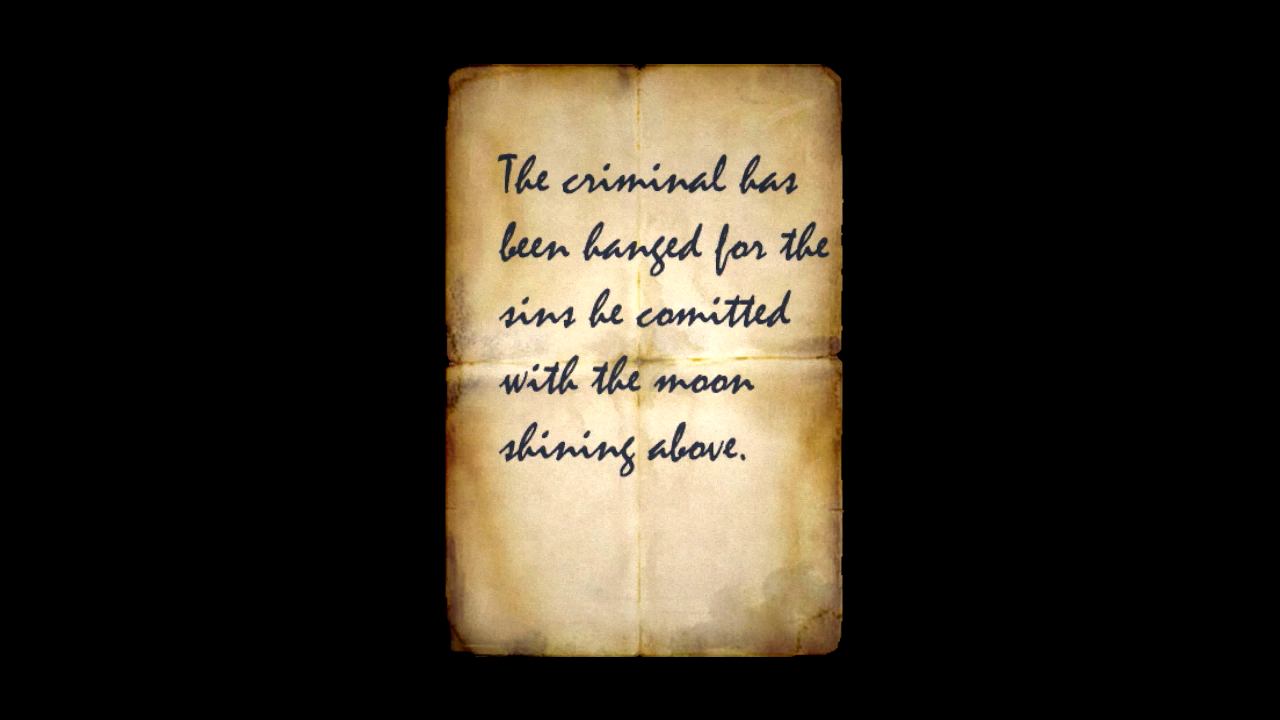 The criminal has
been hanged for the
sins he comitted
with the moon
shining above.